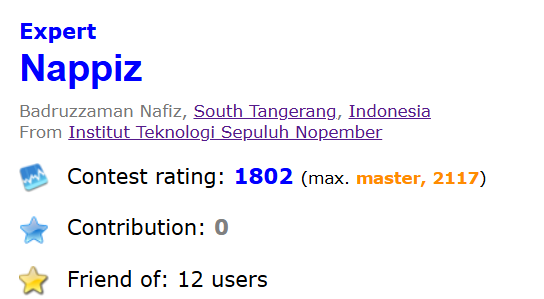 Expert
Nappiz
Badruzzaman Nafiz, South Tangerang, Indonesia
From Institut Teknologi Sepuluh Nopember
Contest rating: 1802 (max. master, 2117)
Contribution: 0
Friend of: 12 users